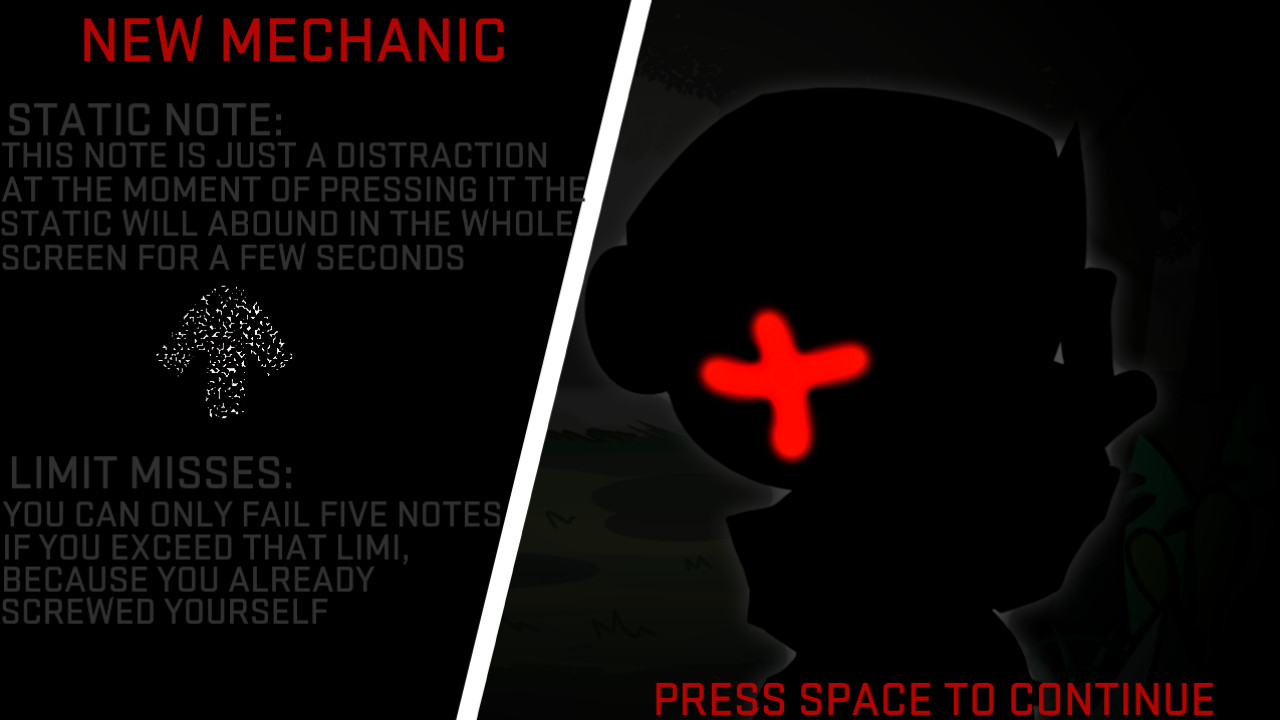 NEW MECHANIC
STATIC NOTE:
THIS NOTE IS JUST A DISTRACTION
AT THE MOMENT OF PRESSING IT THE
STATIC WILL ABOUND IN THE WHOLE
SCREEN FOR A FEW SECONDS
LIMIT MISSES:
YOU CAN ONLY FAIL FIVE NOTES
IF YOU EXCEED THAT LIMI,
BECAUSE YOU ALREADY
SCREWED YOURSELF
PRESS SPACE TO CONTINUE